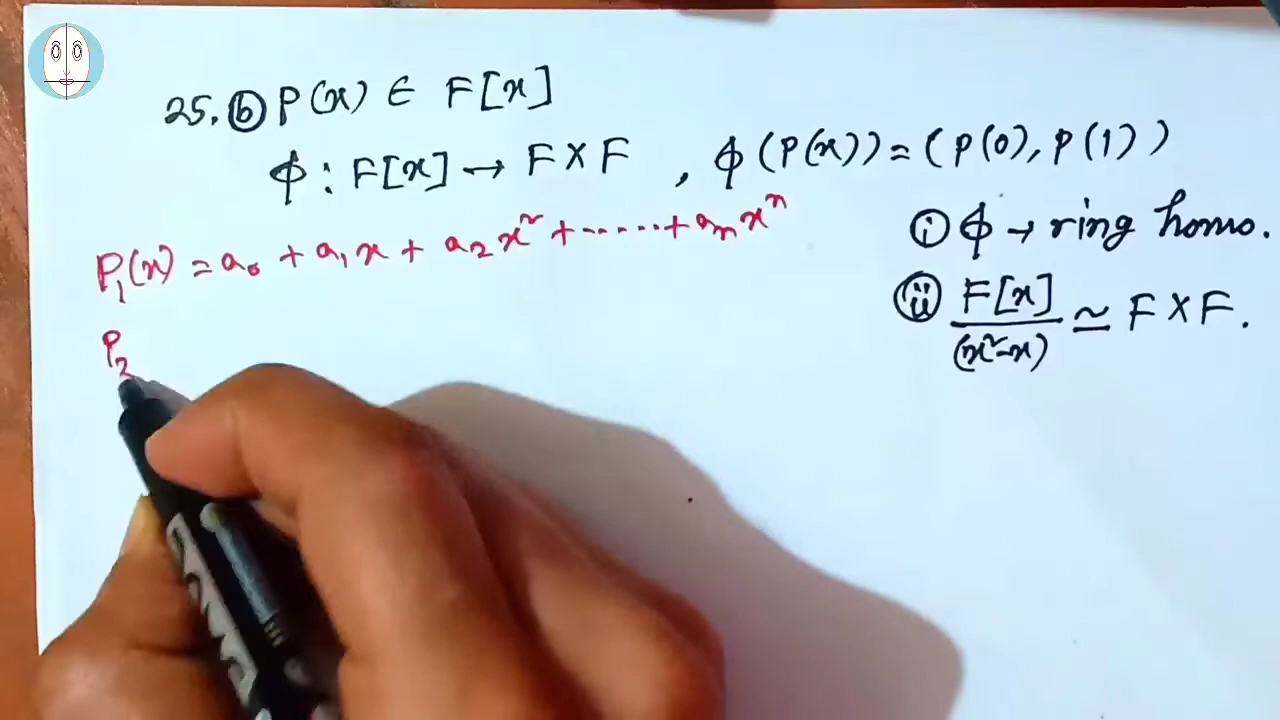 25. ⓑ P(x) ∈ F[x]
ϕ : F[x] → F X F , ϕ (P(x)) = (P(0), P(1))
P₁(x) = a₀ + a₁x + a₂x² + ...... + aₙxⁿ
ⓘ ϕ → ring homo.
ⓘⓘ F[x] / (x²-x) ≃ F X F.
P₂